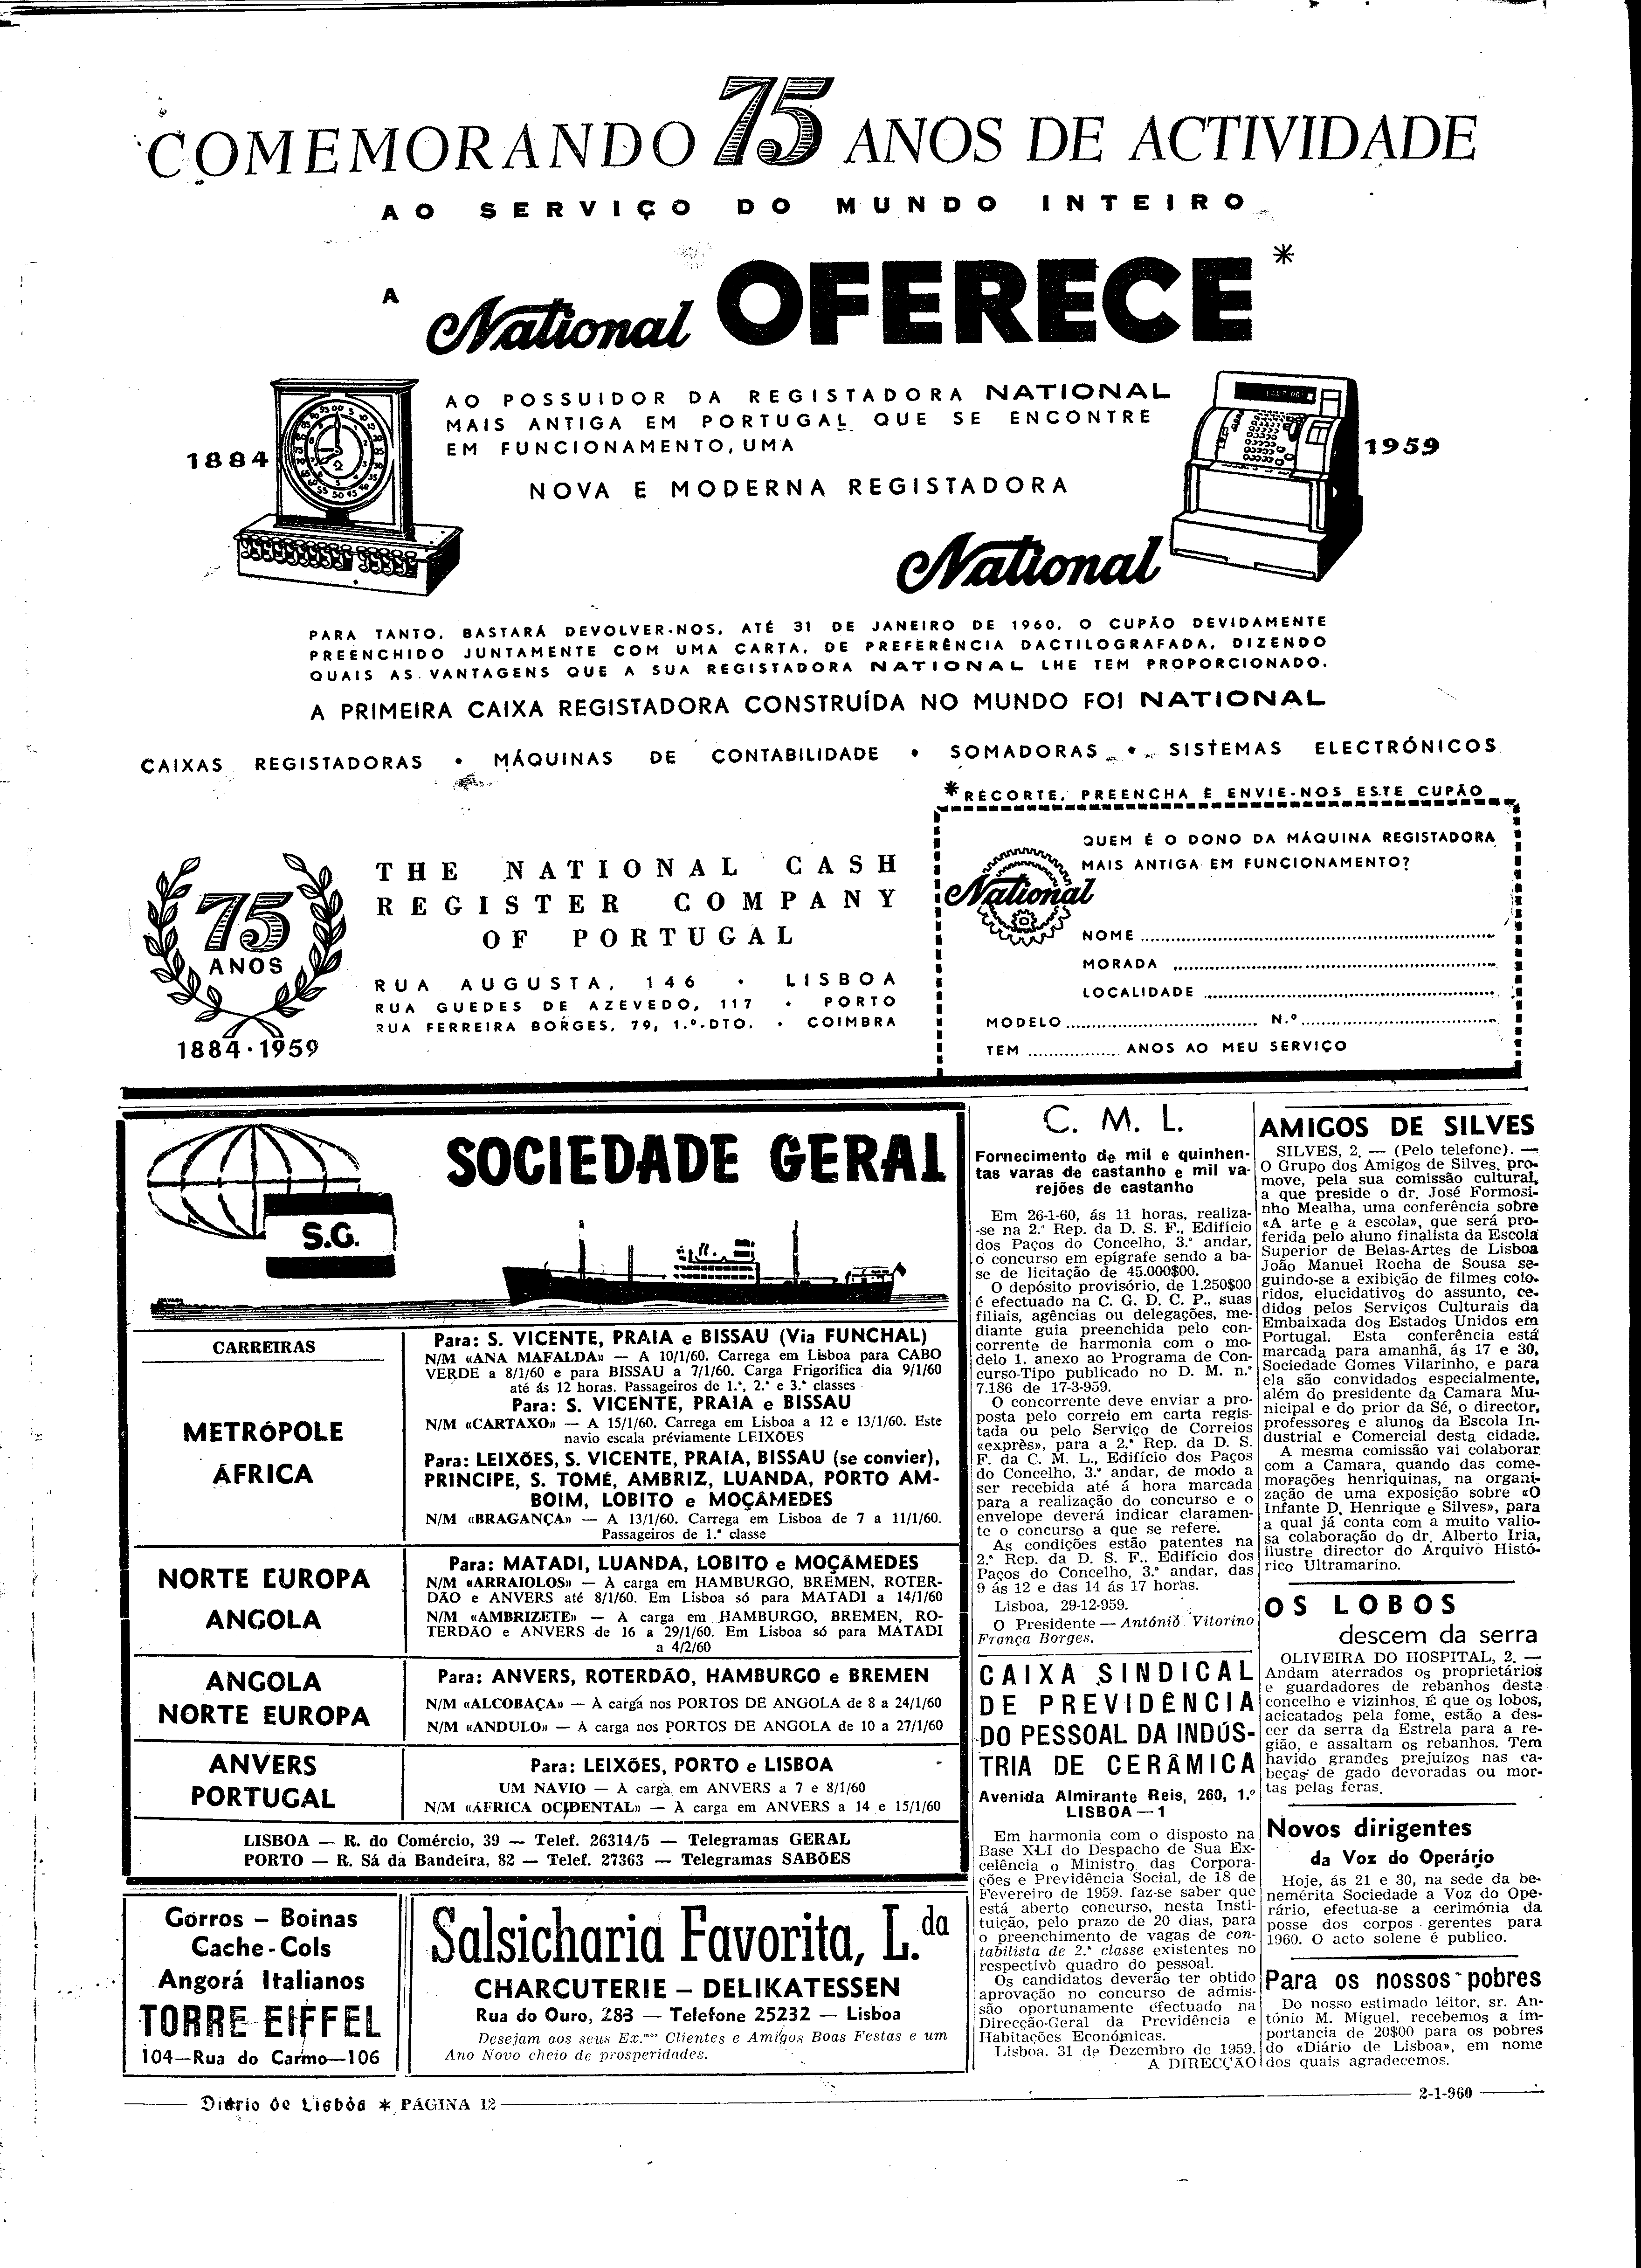 COMEMORANDO 75 ANOS DE ACTIVIDADE
AO SERVIÇO DO MUNDO INTEIRO
A National OFERECE *
AO POSSUIDOR DA REGISTADORA NATIONAL
MAIS ANTIGA EM PORTUGAL QUE SE ENCONTRE
EM FUNCIONAMENTO, UMA
1884
1959
NOVA E MODERNA REGISTADORA
National
PARA TANTO, BASTARÁ DEVOLVER-NOS, ATÉ 31 DE JANEIRO DE 1960, O CUPÃO DEVIDAMENTE
PREENCHIDO JUNTAMENTE COM UMA CARTA, DE PREFERÊNCIA DACTILOGRAFADA, DIZENDO
QUAIS AS VANTAGENS QUE A SUA REGISTADORA NATIONAL LHE TEM PROPORCIONADO.
A PRIMEIRA CAIXA REGISTADORA CONSTRUÍDA NO MUNDO FOI NATIONAL
CAIXAS REGISTADORAS • MÁQUINAS DE CONTABILIDADE • SOMADORAS • SISTEMAS ELECTRÓNICOS
75
ANOS
1884·1959
THE NATIONAL CASH
REGISTER COMPANY
OF PORTUGAL
RUA AUGUSTA, 146 • LISBOA
RUA GUEDES DE AZEVEDO, 117 • PORTO
RUA FERREIRA BORGES, 79, 1.º-DTO. • COIMBRA
*RECORTE, PREENCHA E ENVIE-NOS ESTE CUPÃO
QUEM É O DONO DA MÁQUINA REGISTADORA
MAIS ANTIGA EM FUNCIONAMENTO?
National
NOME
MORADA
LOCALIDADE
MODELO N.º
TEM ANOS AO MEU SERVIÇO
SOCIEDADE GERAL
S.G.
CARREIRAS
METRÓPOLE
ÁFRICA
Para: S. VICENTE, PRAIA e BISSAU (Via FUNCHAL)
N/M «ANA MAFALDA» — A 10/1/60. Carrega em Lisboa para CABO
VERDE a 8/1/60 e para BISSAU a 7/1/60. Carga Frigorífica dia 9/1/60
até ás 12 horas. Passageiros de 1.ª, 2.ª e 3.ª classes
Para: S. VICENTE, PRAIA e BISSAU
N/M «CARTAXO» — A 15/1/60. Carrega em Lisboa a 12 e 13/1/60. Este
navio escala préviamente LEIXÕES
Para: LEIXÕES, S. VICENTE, PRAIA, BISSAU (se convier),
PRINCIPE, S. TOMÉ, AMBRIZ, LUANDA, PORTO AM-
BOIM, LOBITO e MOÇÂMEDES
N/M «BRAGANÇA» — A 13/1/60. Carrega em Lisboa de 7 a 11/1/60.
Passageiros de 1.ª classe
NORTE EUROPA
ANGOLA
Para: MATADI, LUANDA, LOBITO e MOÇÂMEDES
N/M «ARRAIOLOS» — À carga em HAMBURGO, BREMEN, ROTER-
DÃO e ANVERS até 8/1/60. Em Lisboa só para MATADI a 14/1/60
N/M «AMBRIZETE» — À carga em HAMBURGO, BREMEN, RO-
TERDÃO e ANVERS de 16 a 29/1/60. Em Lisboa só para MATADI
a 4/2/60
ANGOLA
NORTE EUROPA
Para: ANVERS, ROTERDÃO, HAMBURGO e BREMEN
N/M «ALCOBAÇA» — À carga nos PORTOS DE ANGOLA de 8 a 24/1/60
N/M «ANDULO» — À carga nos PORTOS DE ANGOLA de 10 a 27/1/60
ANVERS
PORTUGAL
Para: LEIXÕES, PORTO e LISBOA
UM NAVIO — À carga em ANVERS a 7 e 8/1/60
N/M «ÁFRICA OCIDENTAL» — À carga em ANVERS a 14 e 15/1/60
LISBOA — R. do Comércio, 39 — Telef. 26314/5 — Telegramas GERAL
PORTO — R. Sá da Bandeira, 82 — Telef. 27363 — Telegramas SABÕES
Gorros – Boinas
Cache-Cols
Angorá Italianos
TORRE EIFFEL
104—Rua do Carmo—106
Salsicharia Favorita, L.da
CHARCUTERIE – DELIKATESSEN
Rua do Ouro, 283 — Telefone 25232 — Lisboa
Desejam aos seus Ex.mos Clientes e Amigos Boas Festas e um
Ano Novo cheio de prosperidades.
C. M. L.
Fornecimento de mil e quinhen-
tas varas de castanho e mil va-
rejões de castanho
Em 26-1-60, ás 11 horas, realiza-
-se na 2.ª Rep. da D. S. F., Edifício
dos Paços do Concelho, 3.º andar,
o concurso em epígrafe sendo a ba-
se de licitação de 45.000$00.
O depósito provisório, de 1.250$00
é efectuado na C. G. D. C. P., suas
filiais, agências ou delegações, me-
diante guia preenchida pelo con-
corrente de harmonia com o mo-
delo 1, anexo ao Programa de Con-
curso-Tipo publicado no D. M. n.º
7.186 de 17-3-959.
O concorrente deve enviar a pro-
posta pelo correio em carta regis-
tada ou pelo Serviço de Correios
«exprès», para a 2.ª Rep. da D. S.
F. da C. M. L., Edifício dos Paços
do Concelho, 3.º andar, de modo a
ser recebida até á hora marcada
para a realização do concurso e o
envelope deverá indicar claramen-
te o concurso a que se refere.
As condições estão patentes na
2.ª Rep. da D. S. F., Edifício dos
Paços do Concelho, 3.º andar, das
9 ás 12 e das 14 ás 17 horas.
Lisboa, 29-12-959.
O Presidente — António Vitorino
França Borges.
CAIXA SINDICAL
DE PREVIDÊNCIA
DO PESSOAL DA INDÚS-
TRIA DE CERÂMICA
Avenida Almirante Reis, 260, 1.º
LISBOA — 1
Em harmonia com o disposto na
Base XLI do Despacho de Sua Ex-
celência o Ministro das Corpora-
ções e Previdência Social, de 18 de
Fevereiro de 1959, faz-se saber que
está aberto concurso, nesta Insti-
tuição, pelo prazo de 20 dias, para
o preenchimento de vagas de con-
tabilista de 2.ª classe existentes no
respectivo quadro do pessoal.
Os candidatos deverão ter obtido
aprovação no concurso de admis-
são oportunamente efectuado na
Direcção-Geral da Previdência e
Habitações Económicas.
Lisboa, 31 de Dezembro de 1959.
A DIRECÇÃO
AMIGOS DE SILVES
SILVES, 2. — (Pelo telefone). —
O Grupo dos Amigos de Silves, pro-
move, pela sua comissão cultural,
a que preside o dr. José Formosi-
nho Mealha, uma conferência sobre
«A arte e a escola», que será pro-
ferida pelo aluno finalista da Escola
Superior de Belas-Artes de Lisboa
João Manuel Rocha de Sousa se-
guindo-se a exibição de filmes colo-
ridos, elucidativos do assunto, ce-
didos pelos Serviços Culturais da
Embaixada dos Estados Unidos em
Portugal. Esta conferência está
marcada para amanhã, ás 17 e 30,
Sociedade Gomes Vilarinho, e para
ela são convidados especialmente,
além do presidente da Camara Mu-
nicipal e do prior da Sé, o director,
professores e alunos da Escola In-
dustrial e Comercial desta cidade.
A mesma comissão vai colaborar
com a Camara, quando das come-
morações henriquinas, na organi-
zação de uma exposição sobre «O
Infante D. Henrique e Silves», para
a qual já conta com a muito valio-
sa colaboração do dr. Alberto Iria,
ilustre director do Arquivo Histó-
rico Ultramarino.
OS LOBOS
descem da serra
OLIVEIRA DO HOSPITAL, 2. —
Andam aterrados os proprietários
e guardadores de rebanhos deste
concelho e vizinhos. É que os lobos,
acicatados pela fome, estão a des-
cer da serra da Estrela para a re-
gião, e assaltam os rebanhos. Tem
havido grandes prejuizos nas ca-
beças de gado devoradas ou mor-
tas pelas feras.
Novos dirigentes
da Voz do Operário
Hoje, ás 21 e 30, na sede da be-
nemérita Sociedade a Voz do Ope-
rário, efectua-se a cerimónia da
posse dos corpos gerentes para
1960. O acto solene é publico.
Para os nossos pobres
Do nosso estimado leitor, sr. An-
tónio M. Miguel, recebemos a im-
portancia de 20$00 para os pobres
do «Diário de Lisboa», em nome
dos quais agradecemos.
Diário de Lisboa * PÁGINA 12
2-1-960